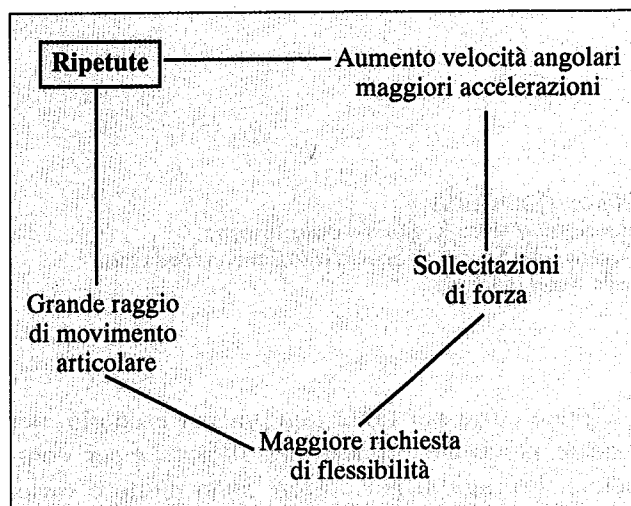 Ripetute
Aumento velocità angolari
maggiori accelerazioni
Sollecitazioni
di forza
Grande raggio
di movimento
articolare
Maggiore richiesta
di flessibilità